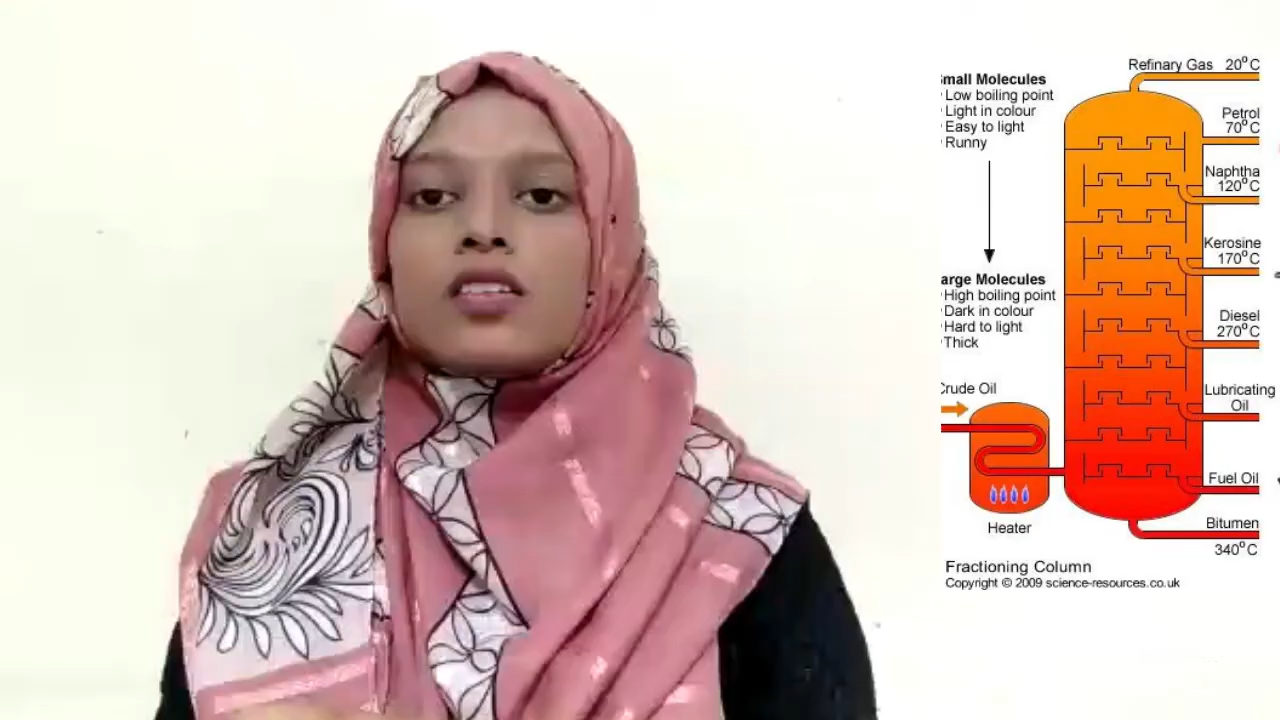 Refinary Gas 20°C
mall Molecules
Low boiling point
Light in colour
Easy to light
Runny
Petrol
70°C
Naphtha
120°C
Kerosine
170°C
arge Molecules
High boiling point
Dark in colour
Hard to light
Thick
Diesel
270°C
Crude Oil
Lubricating
Oil
Fuel Oil
Heater
Bitumen
340°C
Fractioning Column
Copyright © 2009 science-resources.co.uk